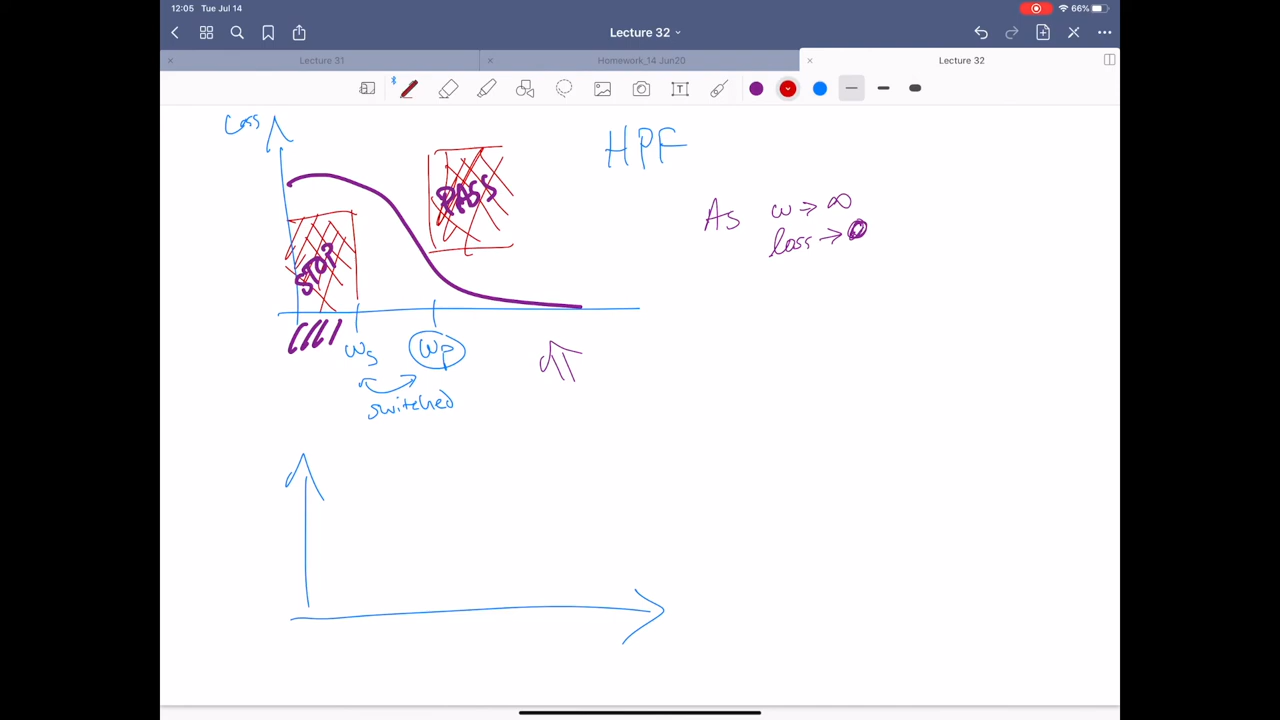 12:05 Tue Jul 14
66%
Lecture 32
Lecture 31
Homework_14 Jun20
Lecture 32
Loss
HPF
PASS
As ω → ∞
loss → 0
STOP
ωs
ωp
switched